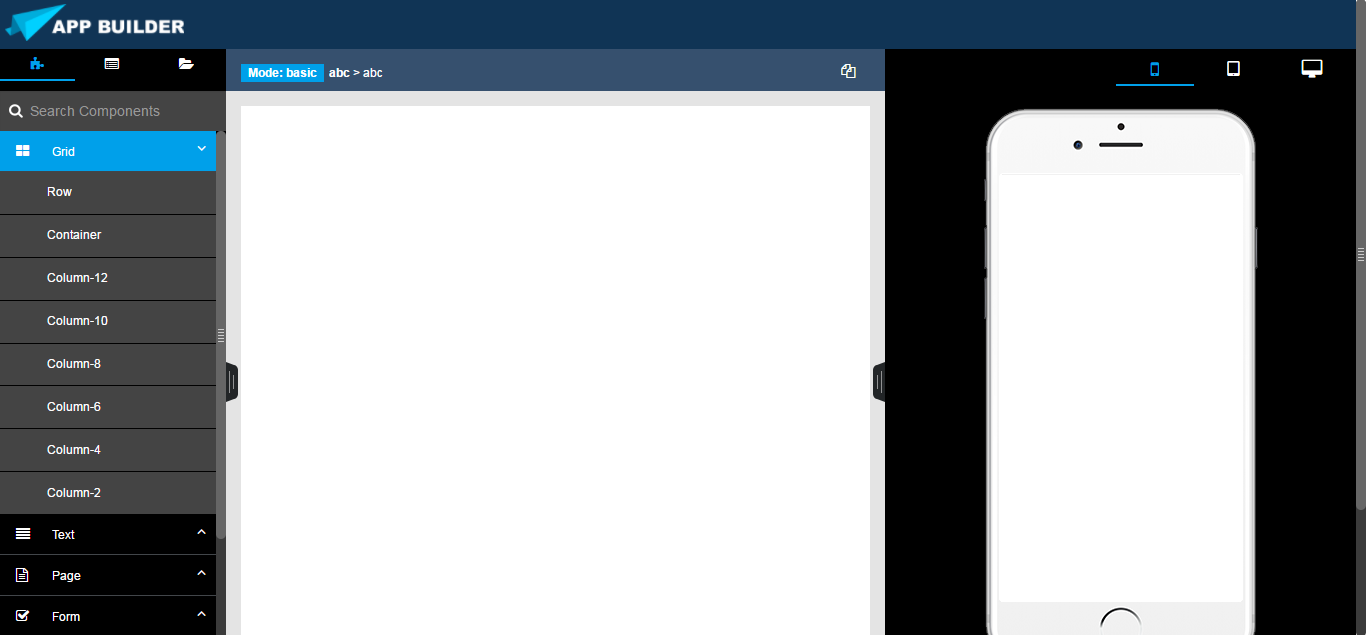 APP BUILDER
Mode: basic abc > abc
Search Components
Grid
Row
Container
Column-12
Column-10
Column-8
Column-6
Column-4
Column-2
Text
Page
Form